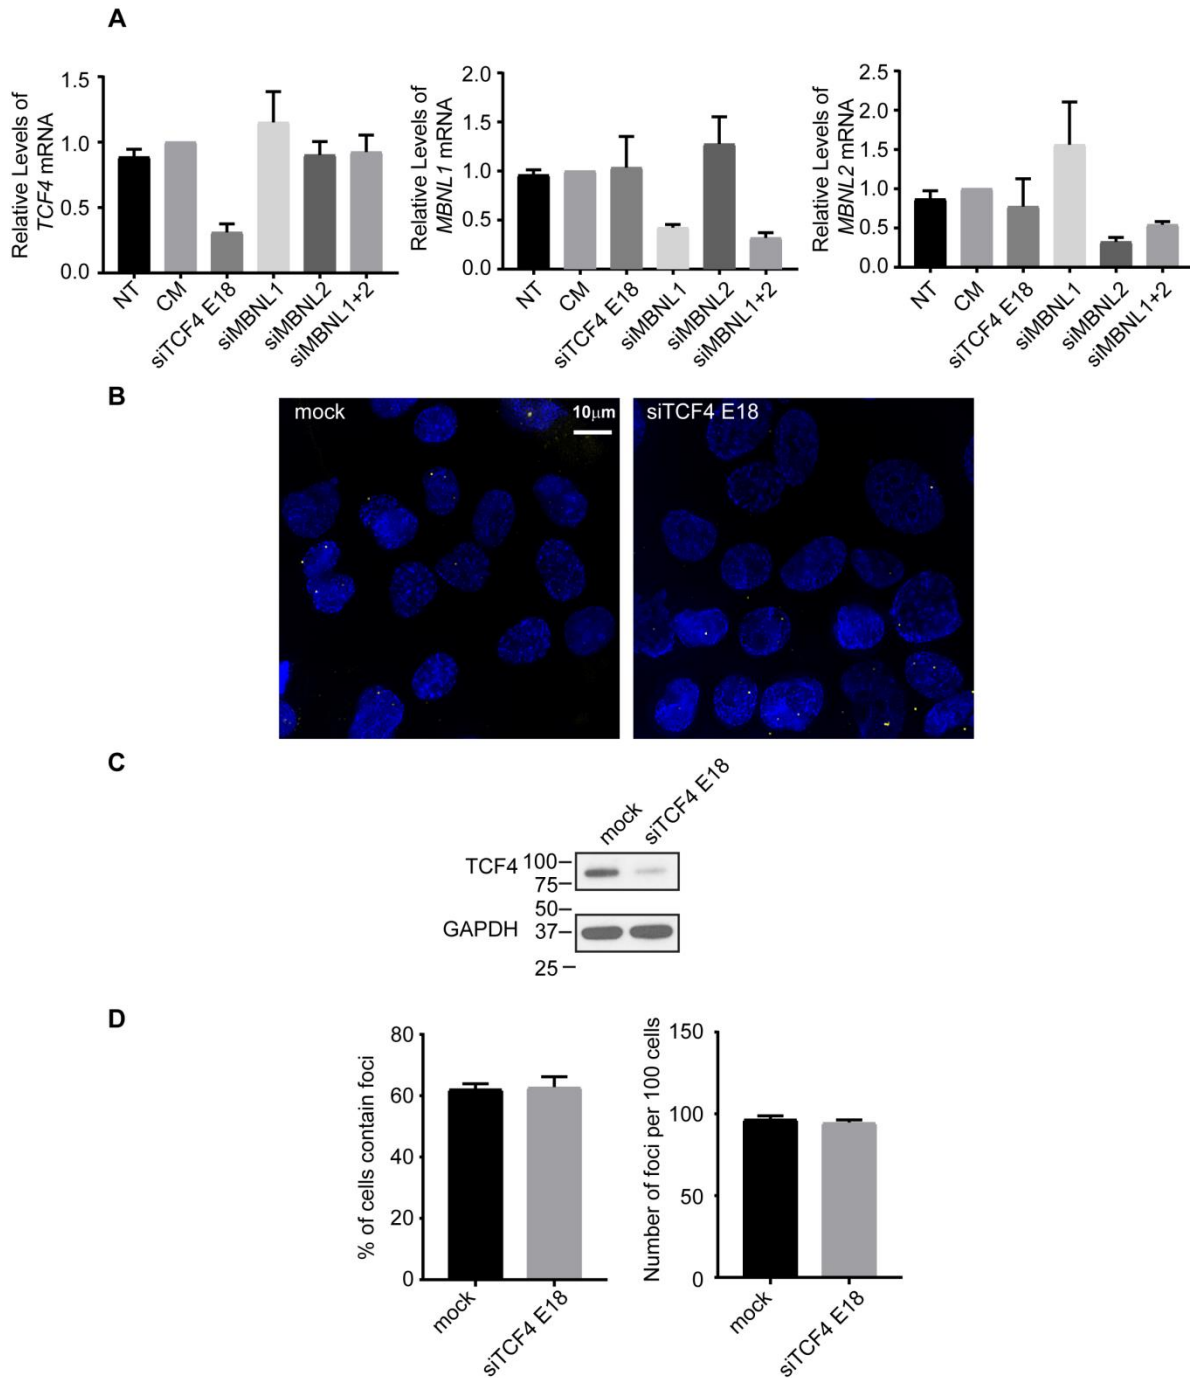 A
Relative Levels of
TCF4 mRNA
1.5
1.0
0.5
0.0
NT
CM
siTCF4 E18
siMBNL1
siMBNL2
siMBNL1+2
Relative Levels of
MBNL1 mRNA
2.0
1.5
1.0
0.5
0.0
NT
CM
siTCF4 E18
siMBNL1
siMBNL2
siMBNL1+2
Relative Levels of
MBNL2 mRNA
2.5
2.0
1.5
1.0
0.5
0.0
NT
CM
siTCF4 E18
siMBNL1
siMBNL2
siMBNL1+2
B
mock
10μm
siTCF4 E18
C
mock
siTCF4 E18
TCF4
100
75
50
GAPDH
37
25
D
% of cells contain foci
80
60
40
20
0
mock
siTCF4 E18
Number of foci per 100 cells
150
100
50
0
mock
siTCF4 E18